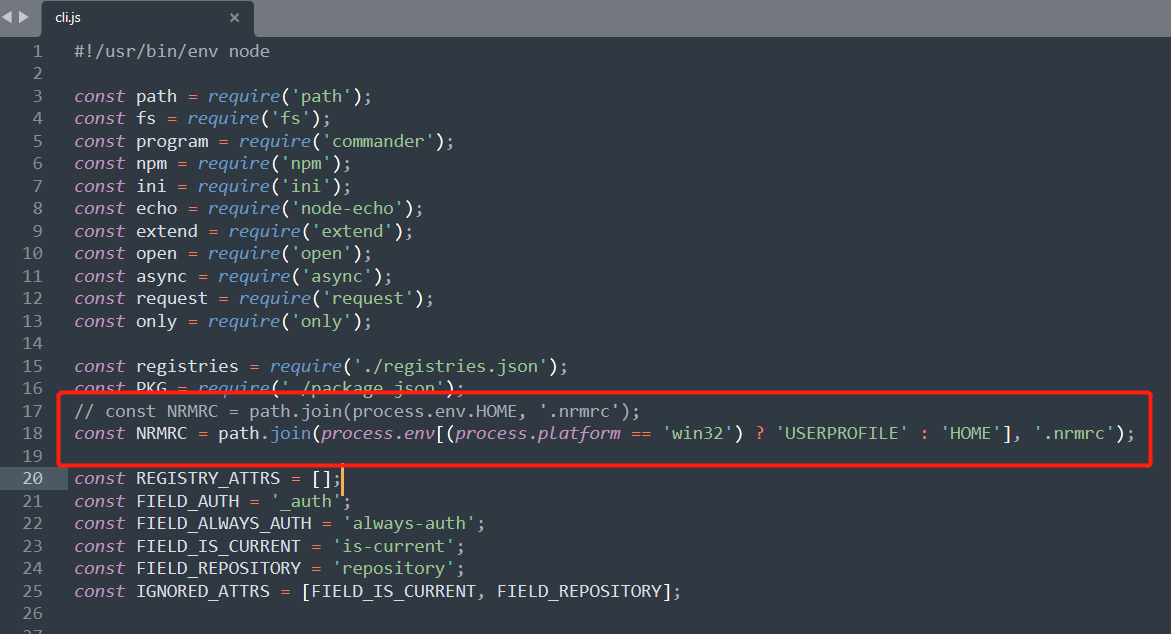 cli.js
1 #!/usr/bin/env node
2
3 const path = require('path');
4 const fs = require('fs');
5 const program = require('commander');
6 const npm = require('npm');
7 const ini = require('ini');
8 const echo = require('node-echo');
9 const extend = require('extend');
10 const open = require('open');
11 const async = require('async');
12 const request = require('request');
13 const only = require('only');
14
15 const registries = require('./registries.json');
16 const PKG = require('./package.json');
17 // const NRMRC = path.join(process.env.HOME, '.nrmrc');
18 const NRMRC = path.join(process.env[(process.platform == 'win32') ? 'USERPROFILE' : 'HOME'], '.nrmrc');
19
20 const REGISTRY_ATTRS = [];
21 const FIELD_AUTH = '_auth';
22 const FIELD_ALWAYS_AUTH = 'always-auth';
23 const FIELD_IS_CURRENT = 'is-current';
24 const FIELD_REPOSITORY = 'repository';
25 const IGNORED_ATTRS = [FIELD_IS_CURRENT, FIELD_REPOSITORY];
26
27